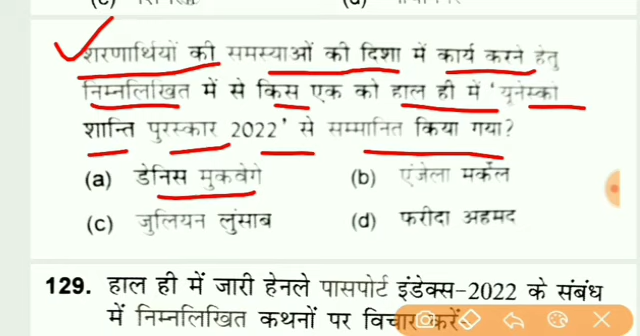 शरणार्थियों की समस्याओं की दिशा में कार्य करने हेतु
निम्नलिखित में से किस एक को हाल ही में 'यूनेस्को
शान्ति पुरस्कार 2022' से सम्मानित किया गया?
(a) डेनिस मुकवेगे (b) एंजेला मर्केल
(c) जुलियन लुंसाब (d) फरीदा अहमद
129. हाल ही में जारी हेनले पासपोर्ट इंडेक्स-2022 के संबंध
में निम्नलिखित कथनों पर विचार करें